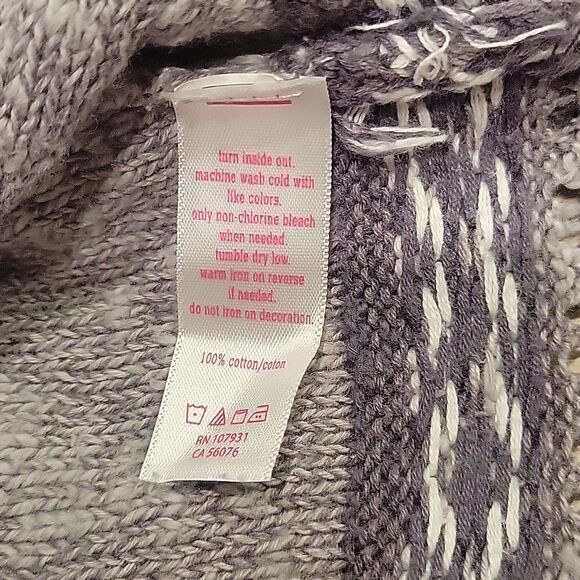 turn inside out.
machine wash cold with
like colors.
only non-chlorine bleach
when needed.
tumble dry low.
warm iron on reverse
if needed.
do not iron on decoration.
100% cotton/coton
RN 107931
CA 56076